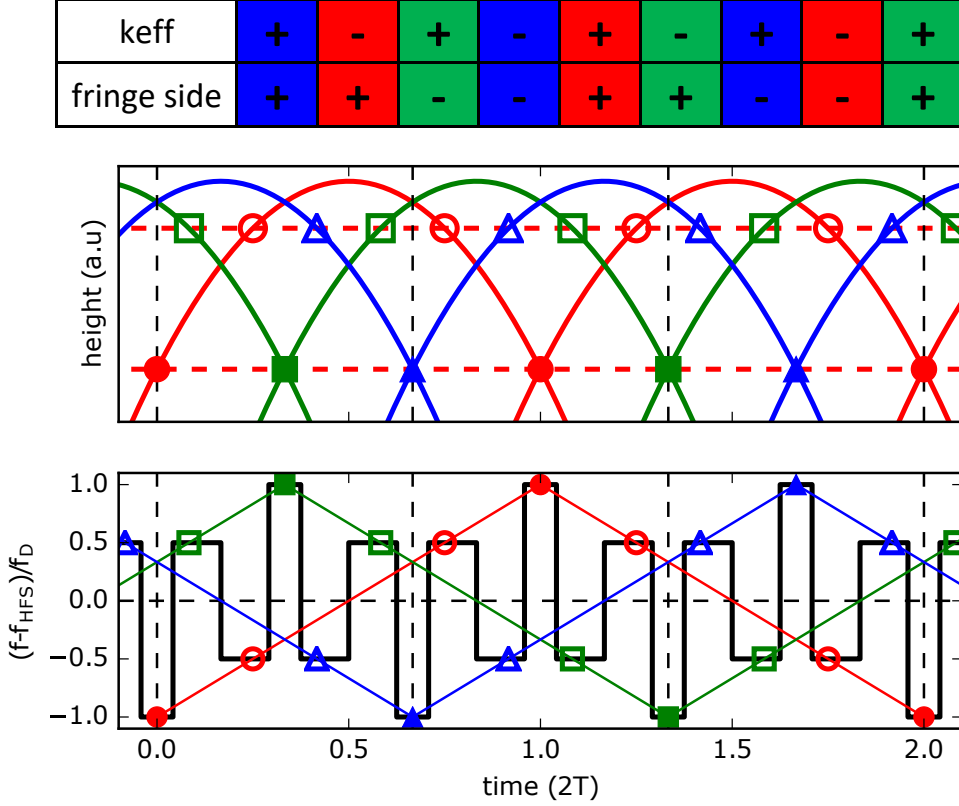 keff + - + - + - + - +
fringe side + + - - + + - - +
height (a.u)
(f-fHFS)/fD
1.0
0.5
0.0
−0.5
−1.0
0.0 0.5 1.0 1.5 2.0
time (2T)